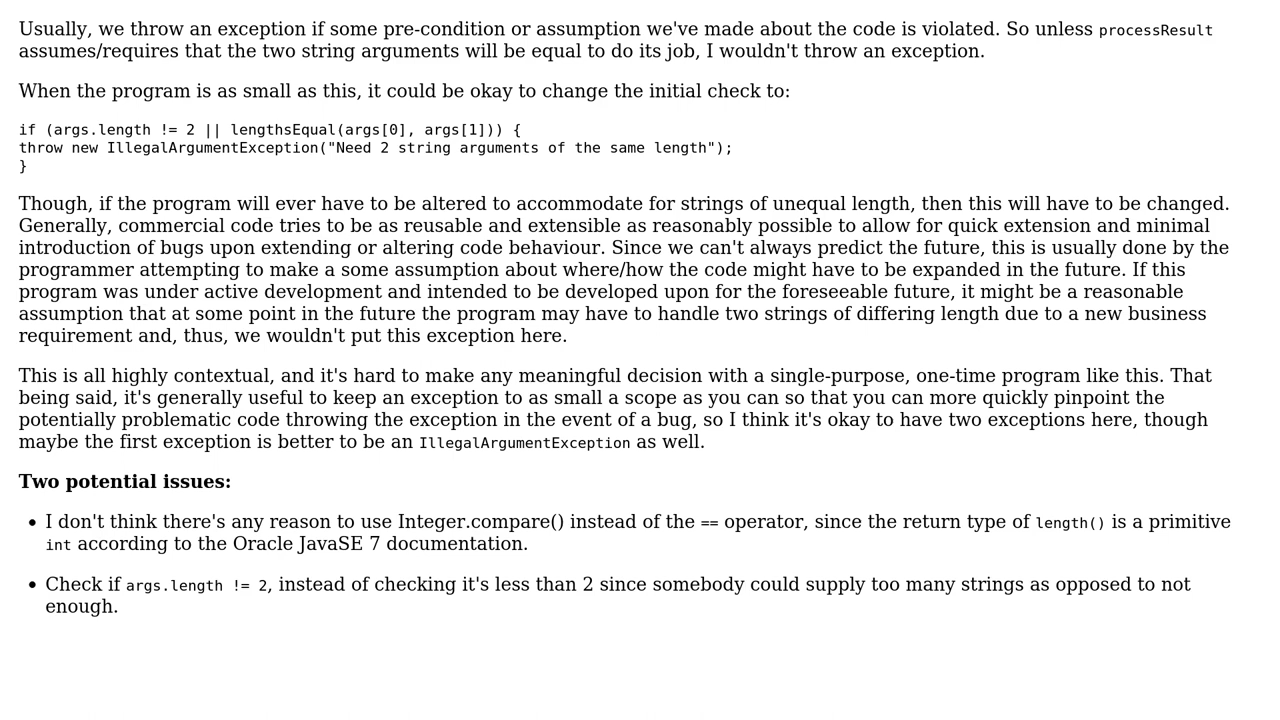 Usually, we throw an exception if some pre-condition or assumption we've made about the code is violated. So unless processResult
assumes/requires that the two string arguments will be equal to do its job, I wouldn't throw an exception.
When the program is as small as this, it could be okay to change the initial check to:
if (args.length != 2 || lengthsEqual(args[0], args[1])) {
throw new IllegalArgumentException("Need 2 string arguments of the same length");
}
Though, if the program will ever have to be altered to accommodate for strings of unequal length, then this will have to be changed.
Generally, commercial code tries to be as reusable and extensible as reasonably possible to allow for quick extension and minimal
introduction of bugs upon extending or altering code behaviour. Since we can't always predict the future, this is usually done by the
programmer attempting to make a some assumption about where/how the code might have to be expanded in the future. If this
program was under active development and intended to be developed upon for the foreseeable future, it might be a reasonable
assumption that at some point in the future the program may have to handle two strings of differing length due to a new business
requirement and, thus, we wouldn't put this exception here.
This is all highly contextual, and it's hard to make any meaningful decision with a single-purpose, one-time program like this. That
being said, it's generally useful to keep an exception to as small a scope as you can so that you can more quickly pinpoint the
potentially problematic code throwing the exception in the event of a bug, so I think it's okay to have two exceptions here, though
maybe the first exception is better to be an IllegalArgumentException as well.
Two potential issues:
• I don't think there's any reason to use Integer.compare() instead of the == operator, since the return type of length() is a primitive
int according to the Oracle JavaSE 7 documentation.
• Check if args.length != 2, instead of checking it's less than 2 since somebody could supply too many strings as opposed to not
enough.